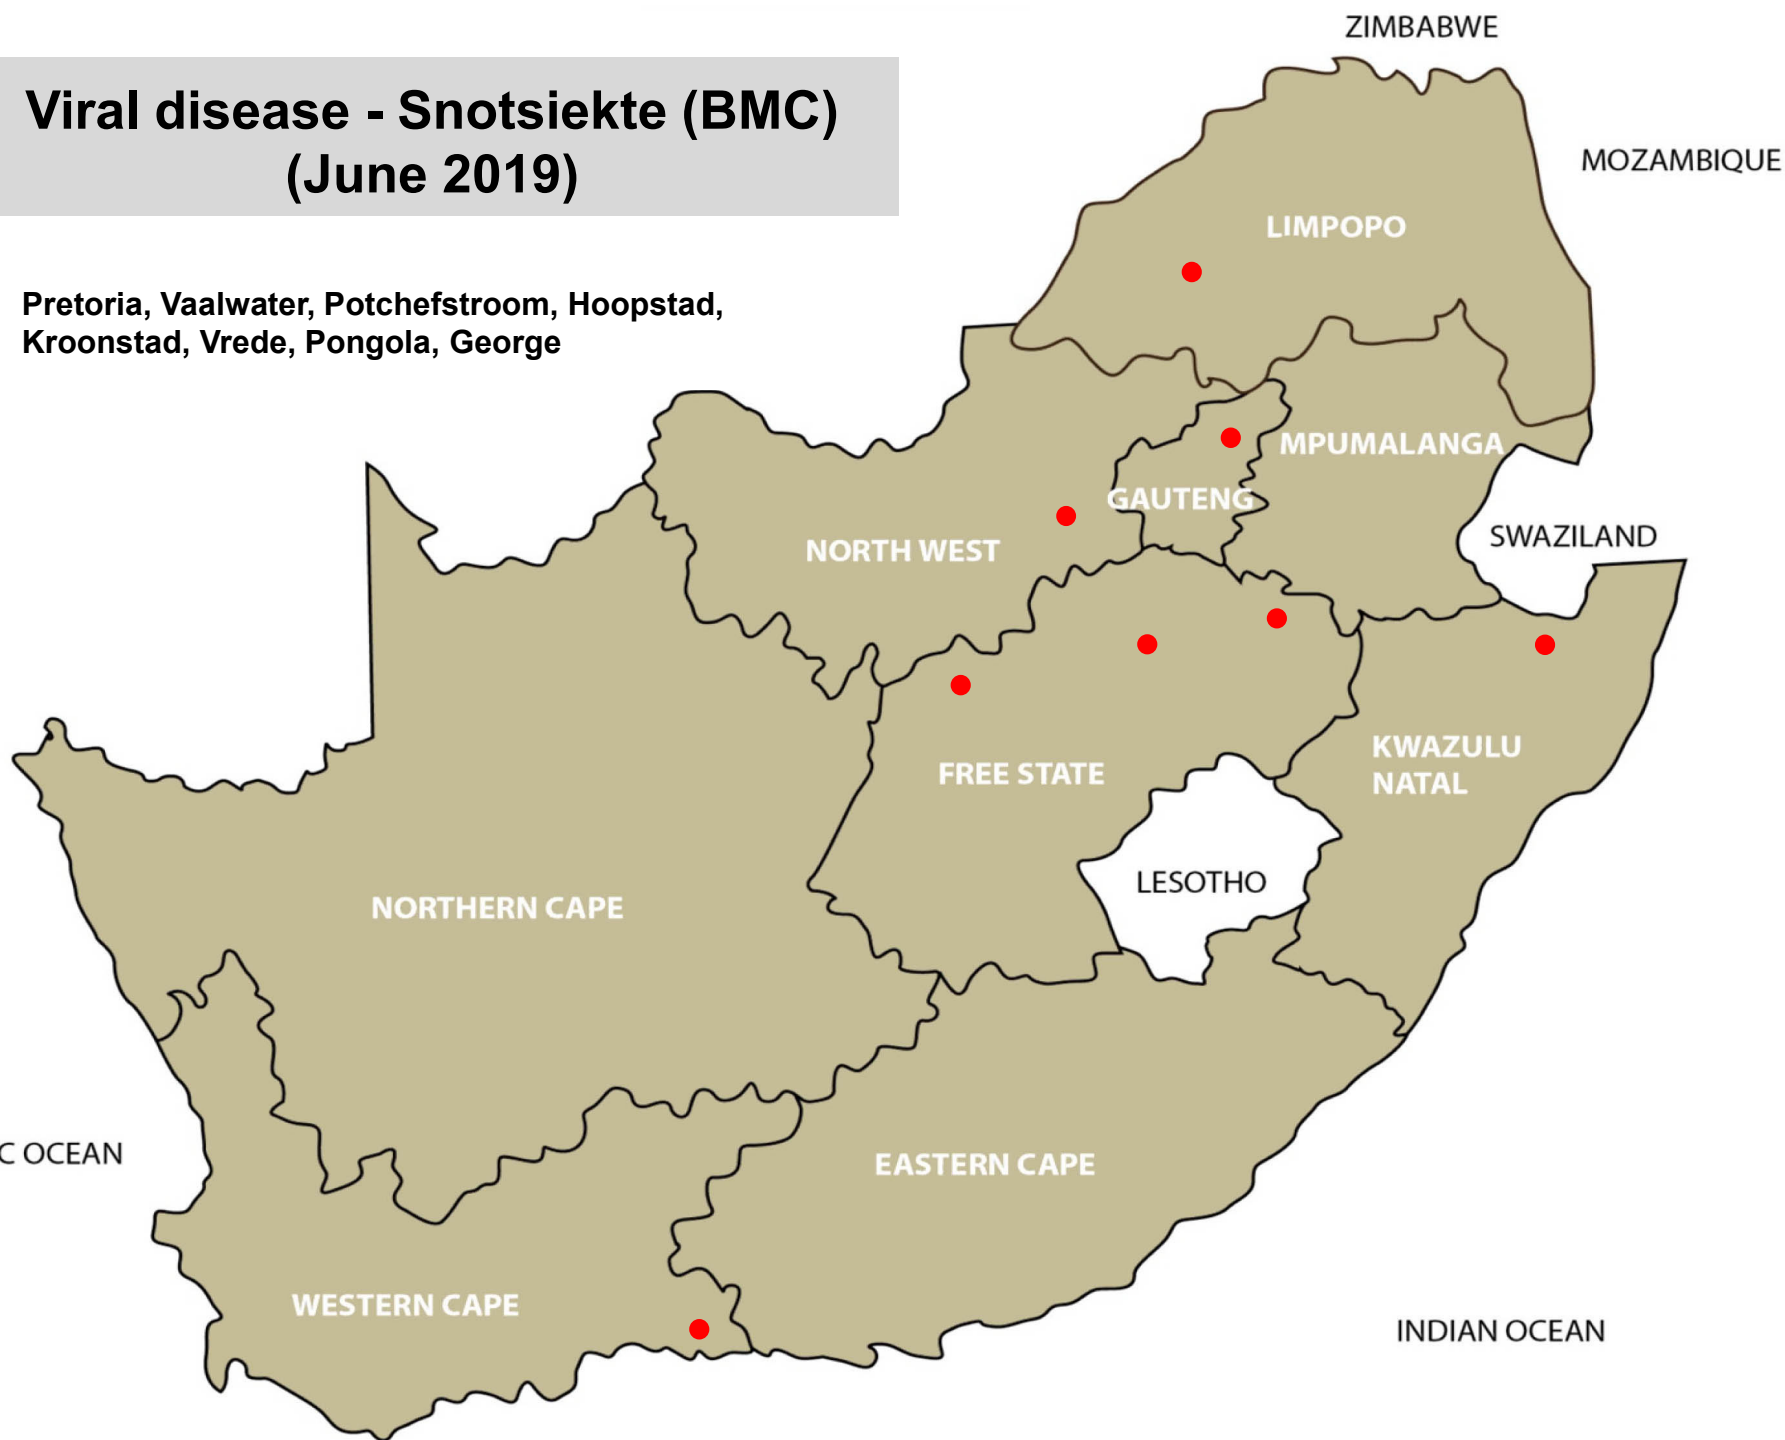 ZIMBABWE
Viral disease - Snotsiekte (BMC)
(June 2019)
MOZAMBIQUE
LIMPOPO
Pretoria, Vaalwater, Potchefstroom, Hoopstad,
Kroonstad, Vrede, Pongola, George
MPUMALANGA
GAUTENG
SWAZILAND
NORTH WEST
KWAZULU
NATAL
FREE STATE
LESOTHO
NORTHERN CAPE
C OCEAN
EASTERN CAPE
WESTERN CAPE
INDIAN OCEAN